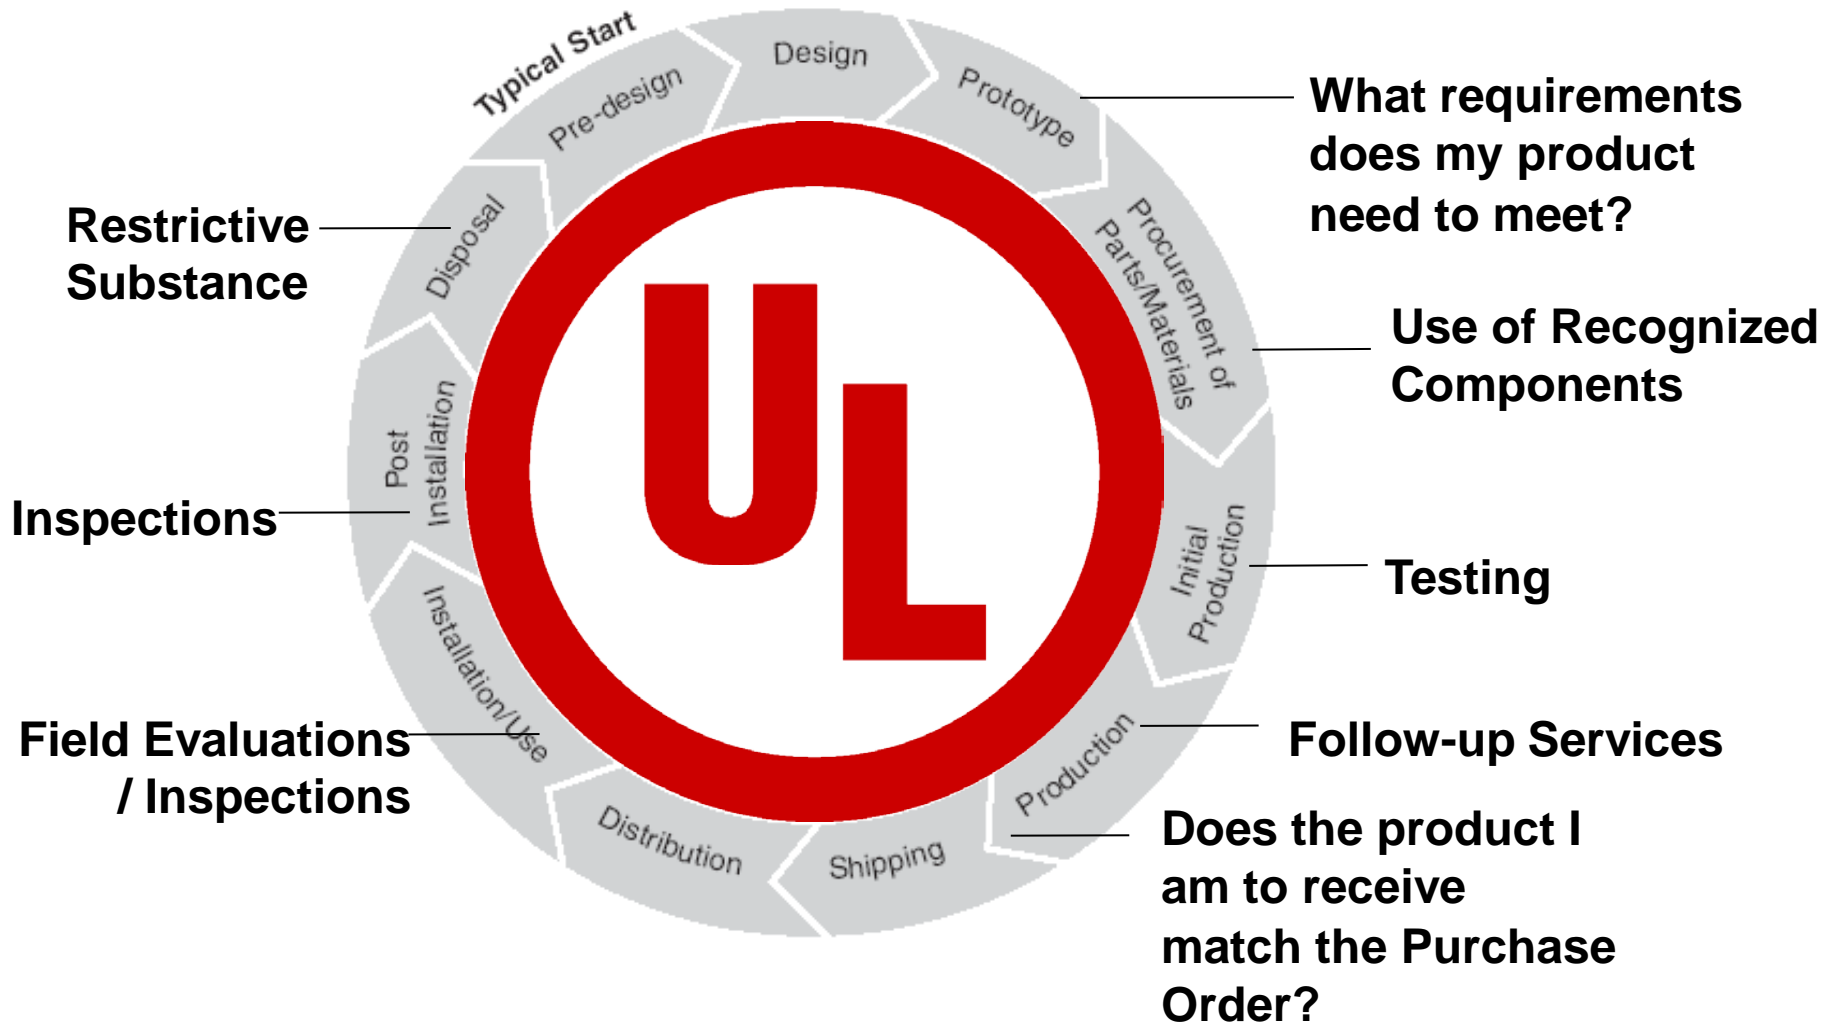 Typical Start
Pre-design
Design
Prototype
Procurement of
Parts/Materials
Initial
Production
Production
Shipping
Distribution
Installation/Use
Post
Installation
Disposal
UL
What requirements
does my product
need to meet?
Use of Recognized
Components
Testing
Follow-up Services
Does the product I
am to receive
match the Purchase
Order?
Field Evaluations
/ Inspections
Inspections
Restrictive
Substance